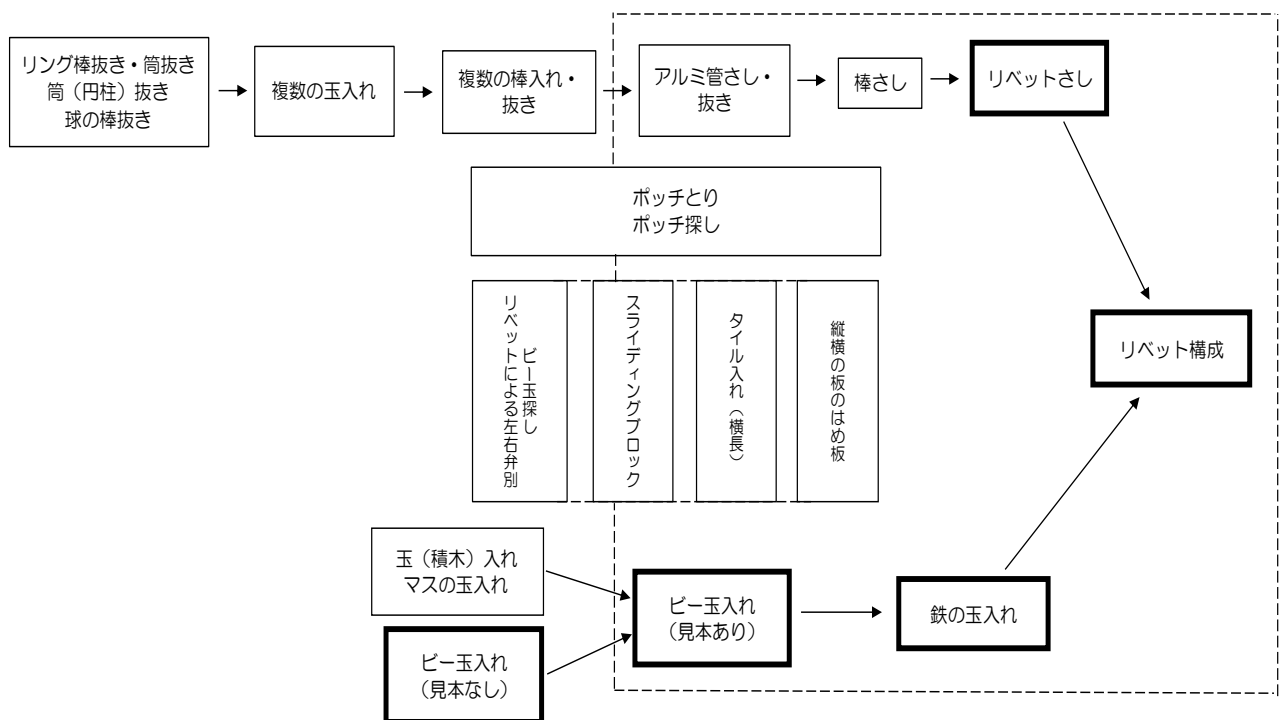 リング棒抜き・筒抜き
筒（円柱）抜き
球の棒抜き
複数の玉入れ
複数の棒入れ・
抜き
アルミ管さし・
抜き
棒さし
リベットさし
ポッチとり
ポッチ探し
ビー玉探し
リベットによる左右弁別
スライディングブロック
タイル入れ（横長）
縦横の板のはめ板
リベット構成
玉（積木）入れ
マスの玉入れ
ビー玉入れ
（見本なし）
ビー玉入れ
（見本あり）
鉄の玉入れ